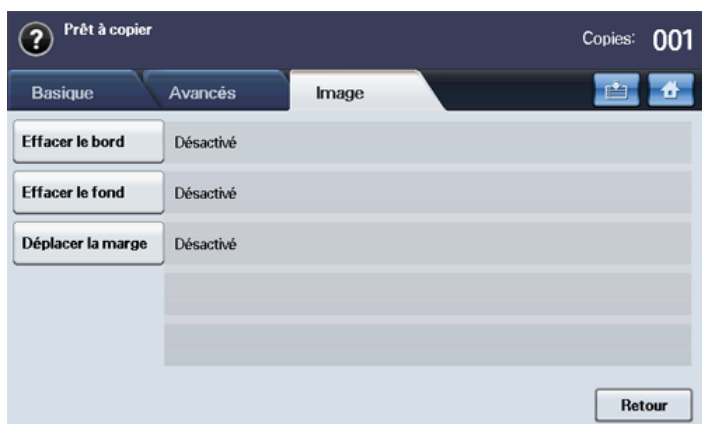 ? Prêt à copier
Copies: 001
Basique Avancés Image
Effacer le bord Désactivé
Effacer le fond Désactivé
Déplacer la marge Désactivé
Retour